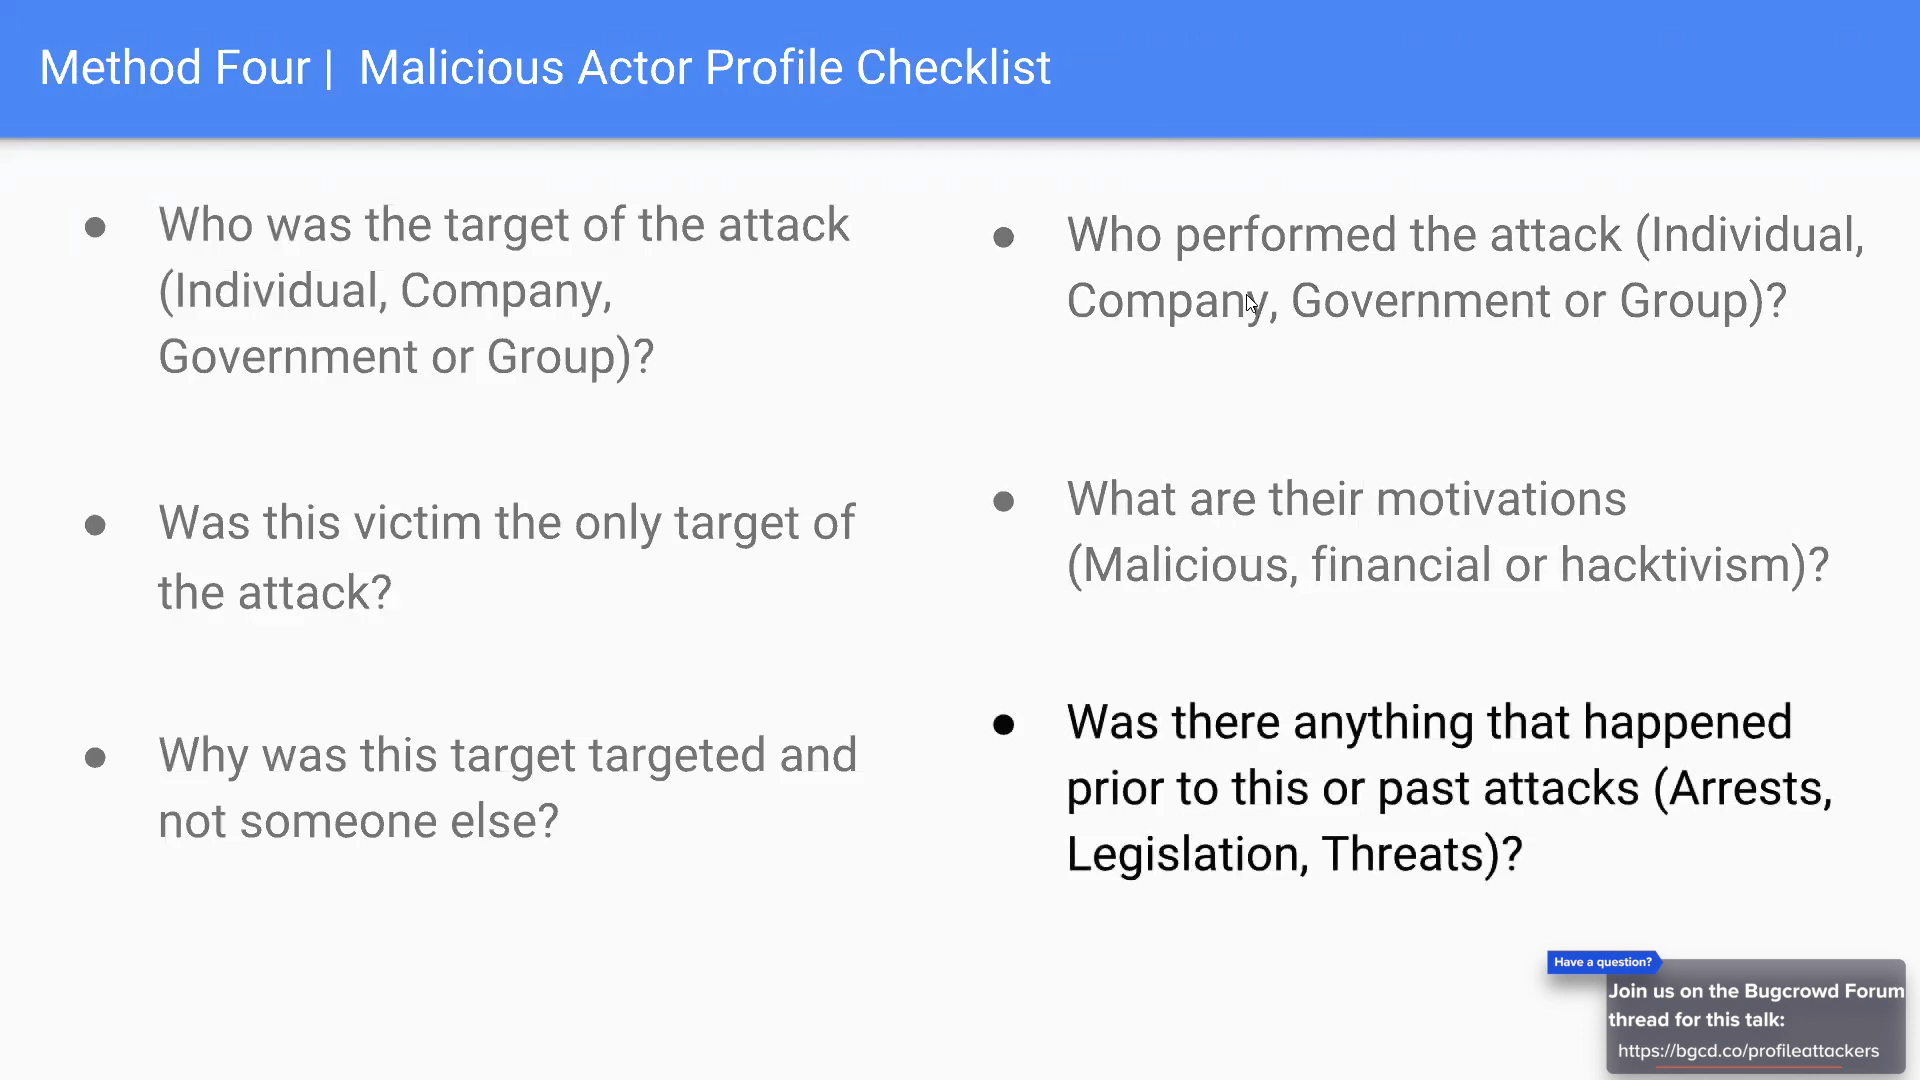 Method Four | Malicious Actor Profile Checklist
● Who was the target of the attack
(Individual, Company,
Government or Group)?
● Was this victim the only target of
the attack?
● Why was this target targeted and
not someone else?
● Who performed the attack (Individual,
Company, Government or Group)?
● What are their motivations
(Malicious, financial or hacktivism)?
● Was there anything that happened
prior to this or past attacks (Arrests,
Legislation, Threats)?
Have a question?
Join us on the Bugcrowd Forum
thread for this talk:
https://bgcd.co/profileattackers